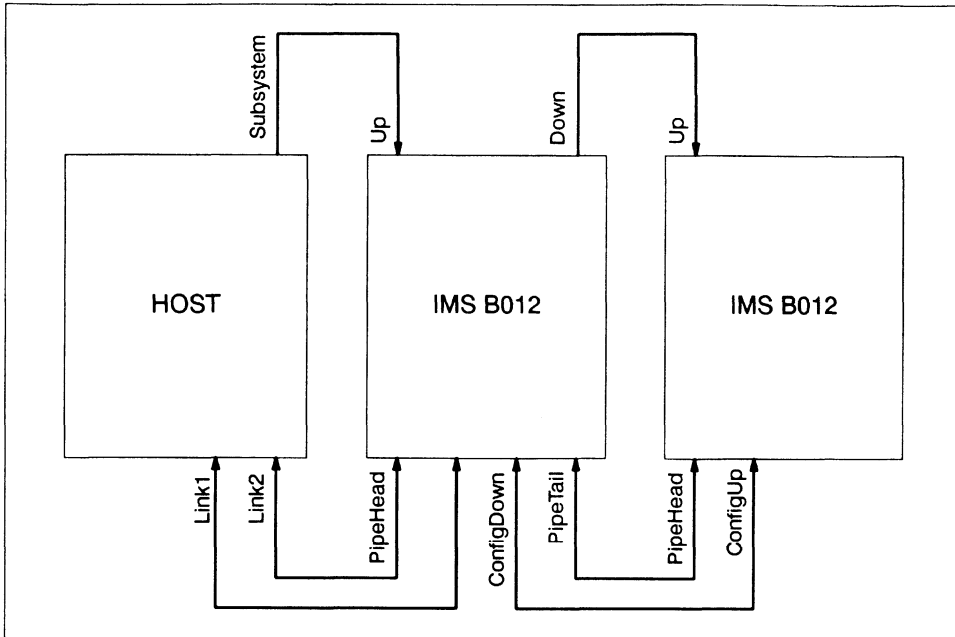 Subsystem
Up
Down
Up
HOST
IMS B012
IMS B012
Link1
Link2
PipeHead
ConfigDown
PipeTail
PipeHead
ConfigUp